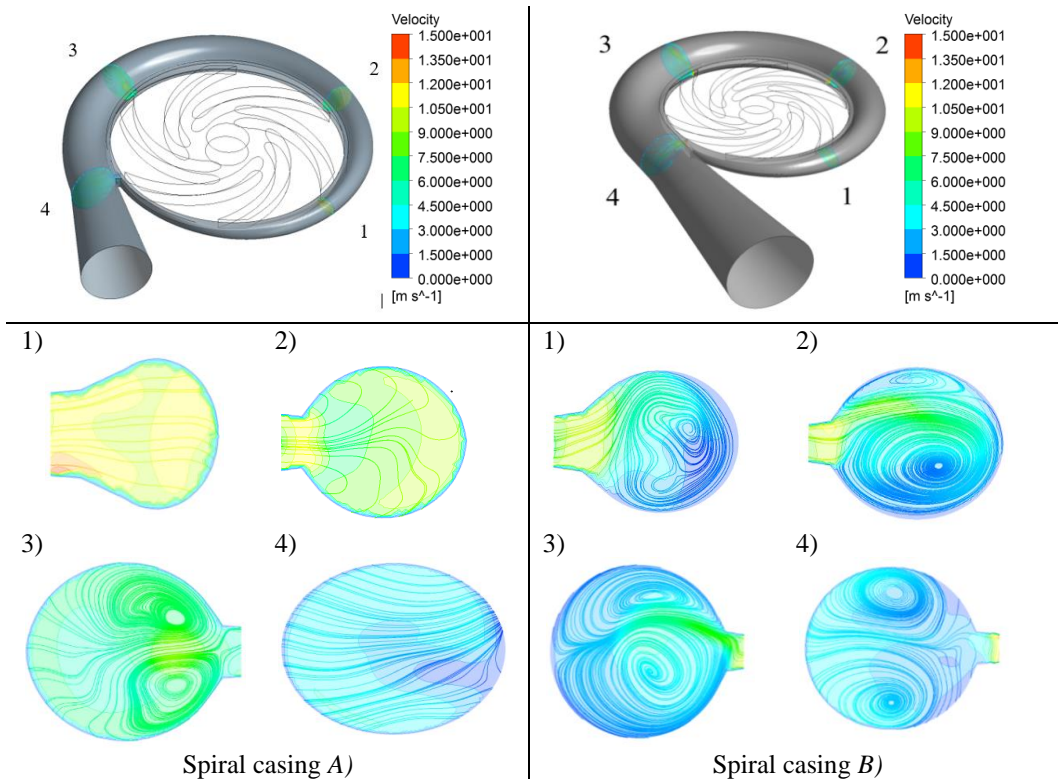 Velocity
1.500e+001
1.350e+001
1.200e+001
1.050e+001
9.000e+000
7.500e+000
6.000e+000
4.500e+000
3.000e+000
1.500e+000
0.000e+000
[m s^-1]
3
2
4
1
Velocity
1.500e+001
1.350e+001
1.200e+001
1.050e+001
9.000e+000
7.500e+000
6.000e+000
4.500e+000
3.000e+000
1.500e+000
0.000e+000
[m s^-1]
3
2
4
1
1) 2)
3) 4)
Spiral casing A)
1) 2)
3) 4)
Spiral casing B)